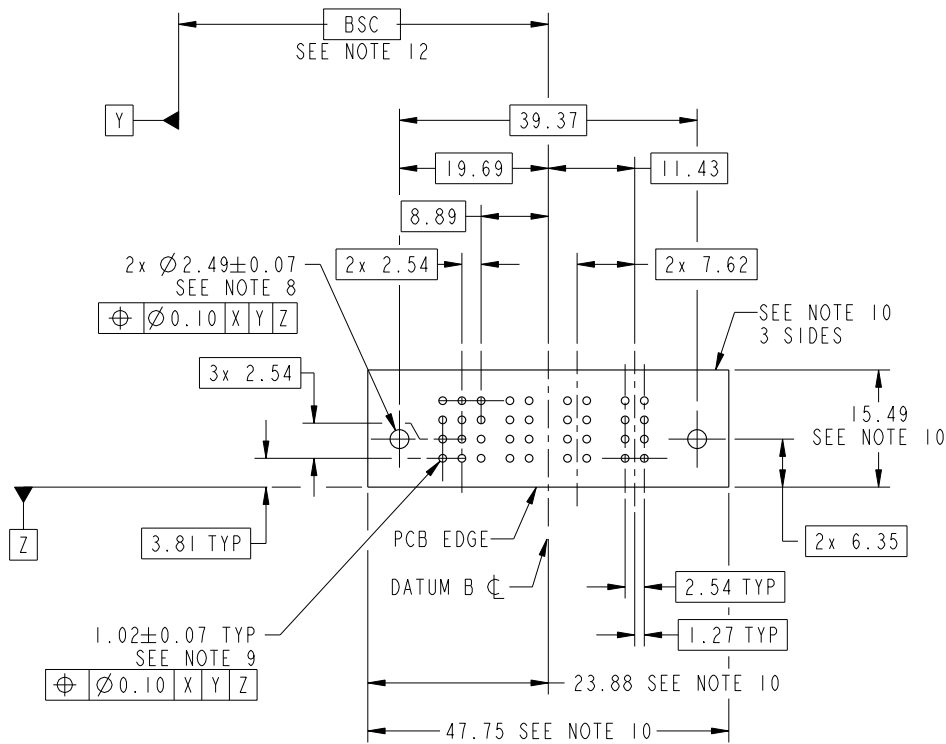 BSC
SEE NOTE 12
Y
39.37
19.69
11.43
8.89
2x Ø2.49±0.07
SEE NOTE 8
⌖ Ø0.10 X Y Z
2x 2.54
2x 7.62
SEE NOTE 10
3 SIDES
3x 2.54
15.49
SEE NOTE 10
Z
3.81 TYP
PCB EDGE
2x 6.35
DATUM B ℄
2.54 TYP
1.02±0.07 TYP
SEE NOTE 9
⌖ Ø0.10 X Y Z
1.27 TYP
23.88 SEE NOTE 10
47.75 SEE NOTE 10